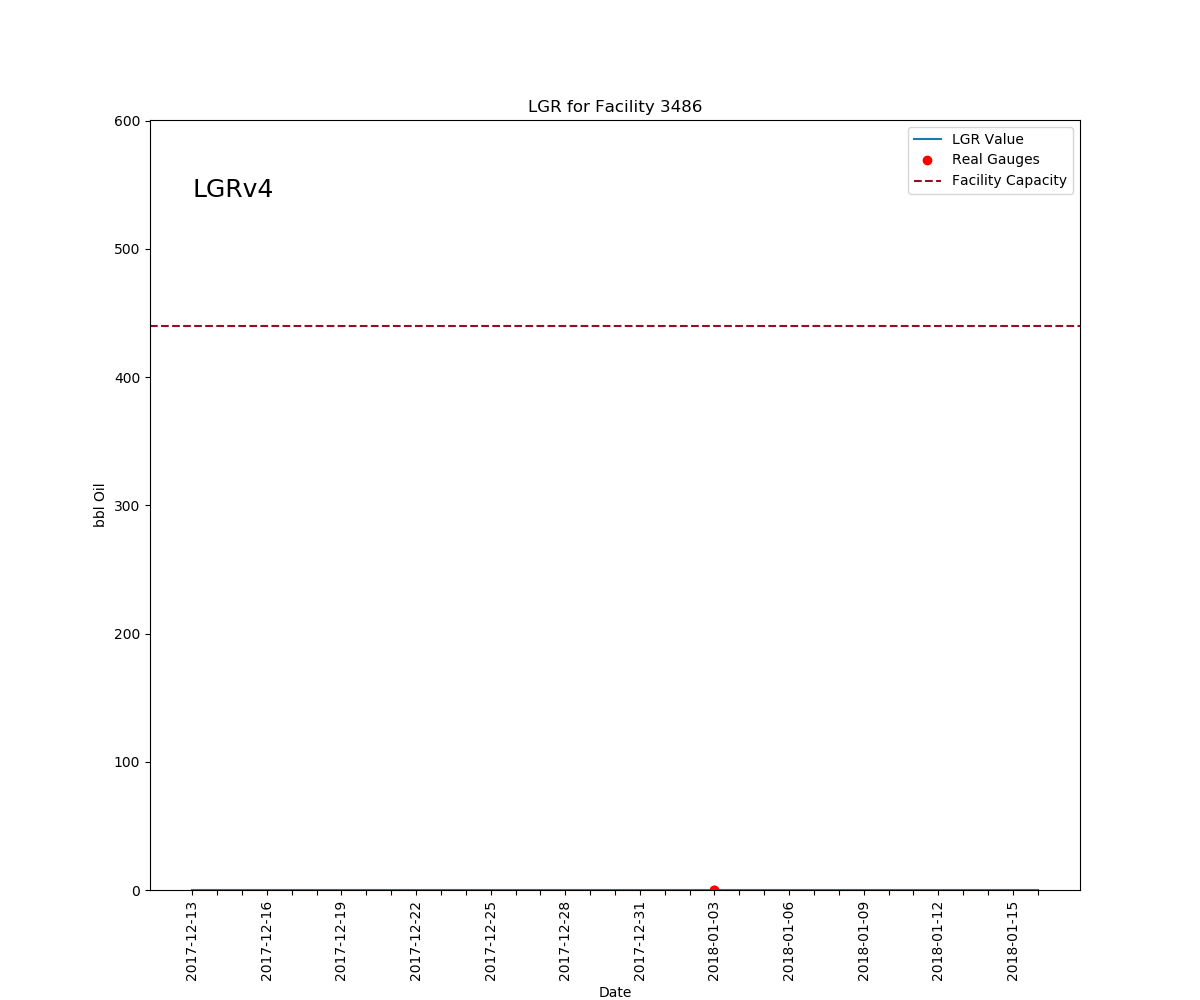 LGR for Facility 3486
600
500
400
300
200
100
0
bbl Oil
LGRv4
LGR Value
Real Gauges
Facility Capacity
2017-12-13
2017-12-16
2017-12-19
2017-12-22
2017-12-25
2017-12-28
2017-12-31
2018-01-03
2018-01-06
2018-01-09
2018-01-12
2018-01-15
Date